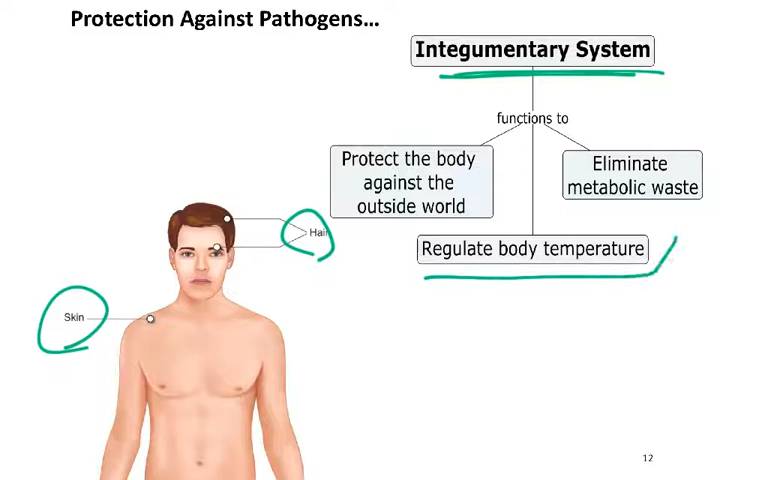 Protection Against Pathogens...
Integumentary System
functions to
Protect the body
against the
outside world
Eliminate
metabolic waste
Regulate body temperature
Hair
Skin
12